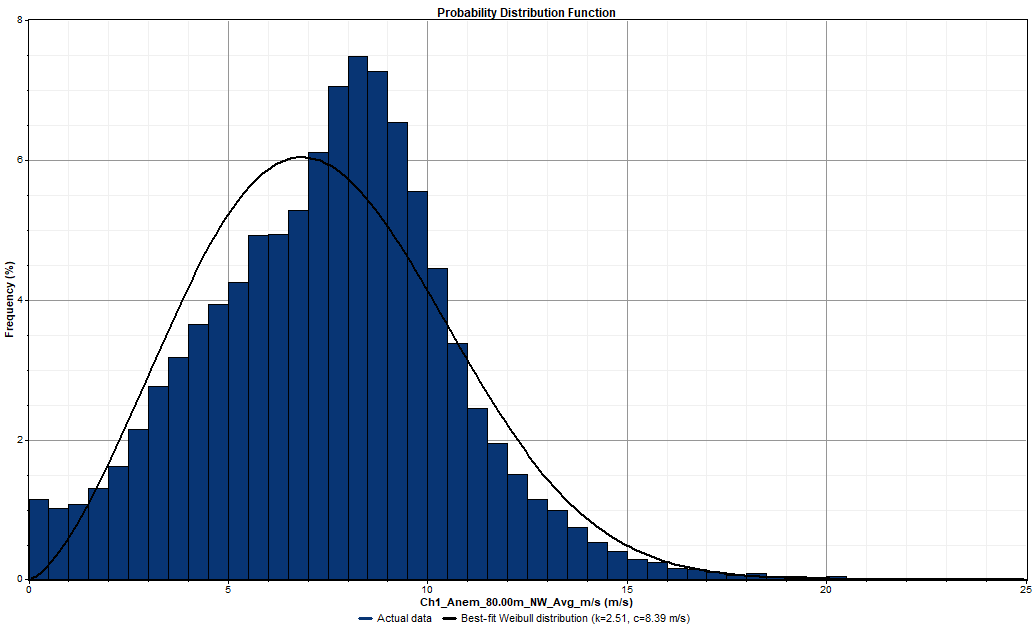 Probability Distribution Function
8
6
4
2
0
Frequency (%)
0 5 10 15 20 25
Ch1_Anem_80.00m_NW_Avg_m/s (m/s)
Actual data Best-fit Weibull distribution (k=2.51, c=8.39 m/s)